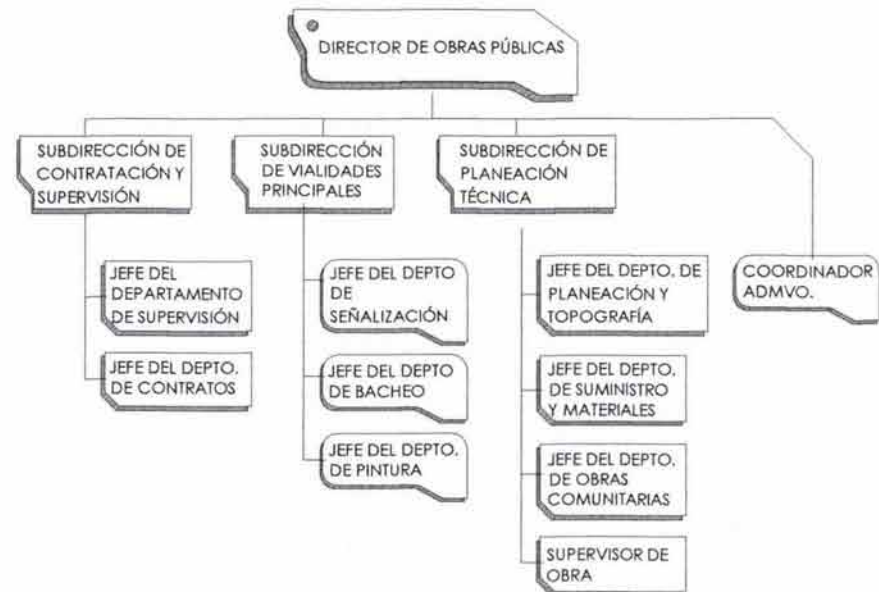 DIRECTOR DE OBRAS PÚBLICAS
SUBDIRECCIÓN DE
CONTRATACIÓN Y
SUPERVISIÓN
SUBDIRECCIÓN
DE VIALIDADES
PRINCIPALES
SUBDIRECCIÓN DE
PLANEACIÓN
TÉCNICA
COORDINADOR
ADMVO.
JEFE DEL
DEPARTAMENTO
DE SUPERVISIÓN
JEFE DEL DEPTO.
DE CONTRATOS
JEFE DEL DEPTO
DE
SEÑALIZACIÓN
JEFE DEL DEPTO
DE BACHEO
JEFE DEL DEPTO.
DE PINTURA
JEFE DEL DEPTO. DE
PLANEACIÓN Y
TOPOGRAFÍA
JEFE DEL DEPTO.
DE SUMINISTRO
Y MATERIALES
JEFE DEL DEPTO.
DE OBRAS
COMUNITARIAS
SUPERVISOR DE
OBRA